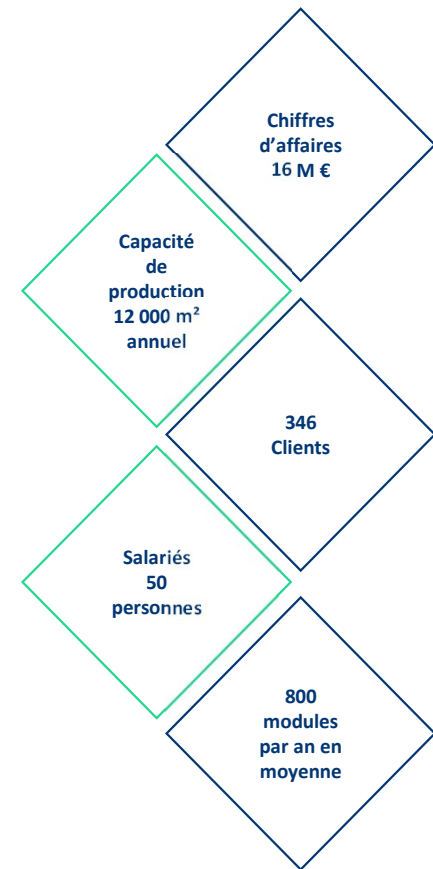 Chiffres
d'affaires
16 M €
Capacité
de
production
12 000 m²
annuel
346
Clients
Salariés
50
personnes
800
modules
par an en
moyenne